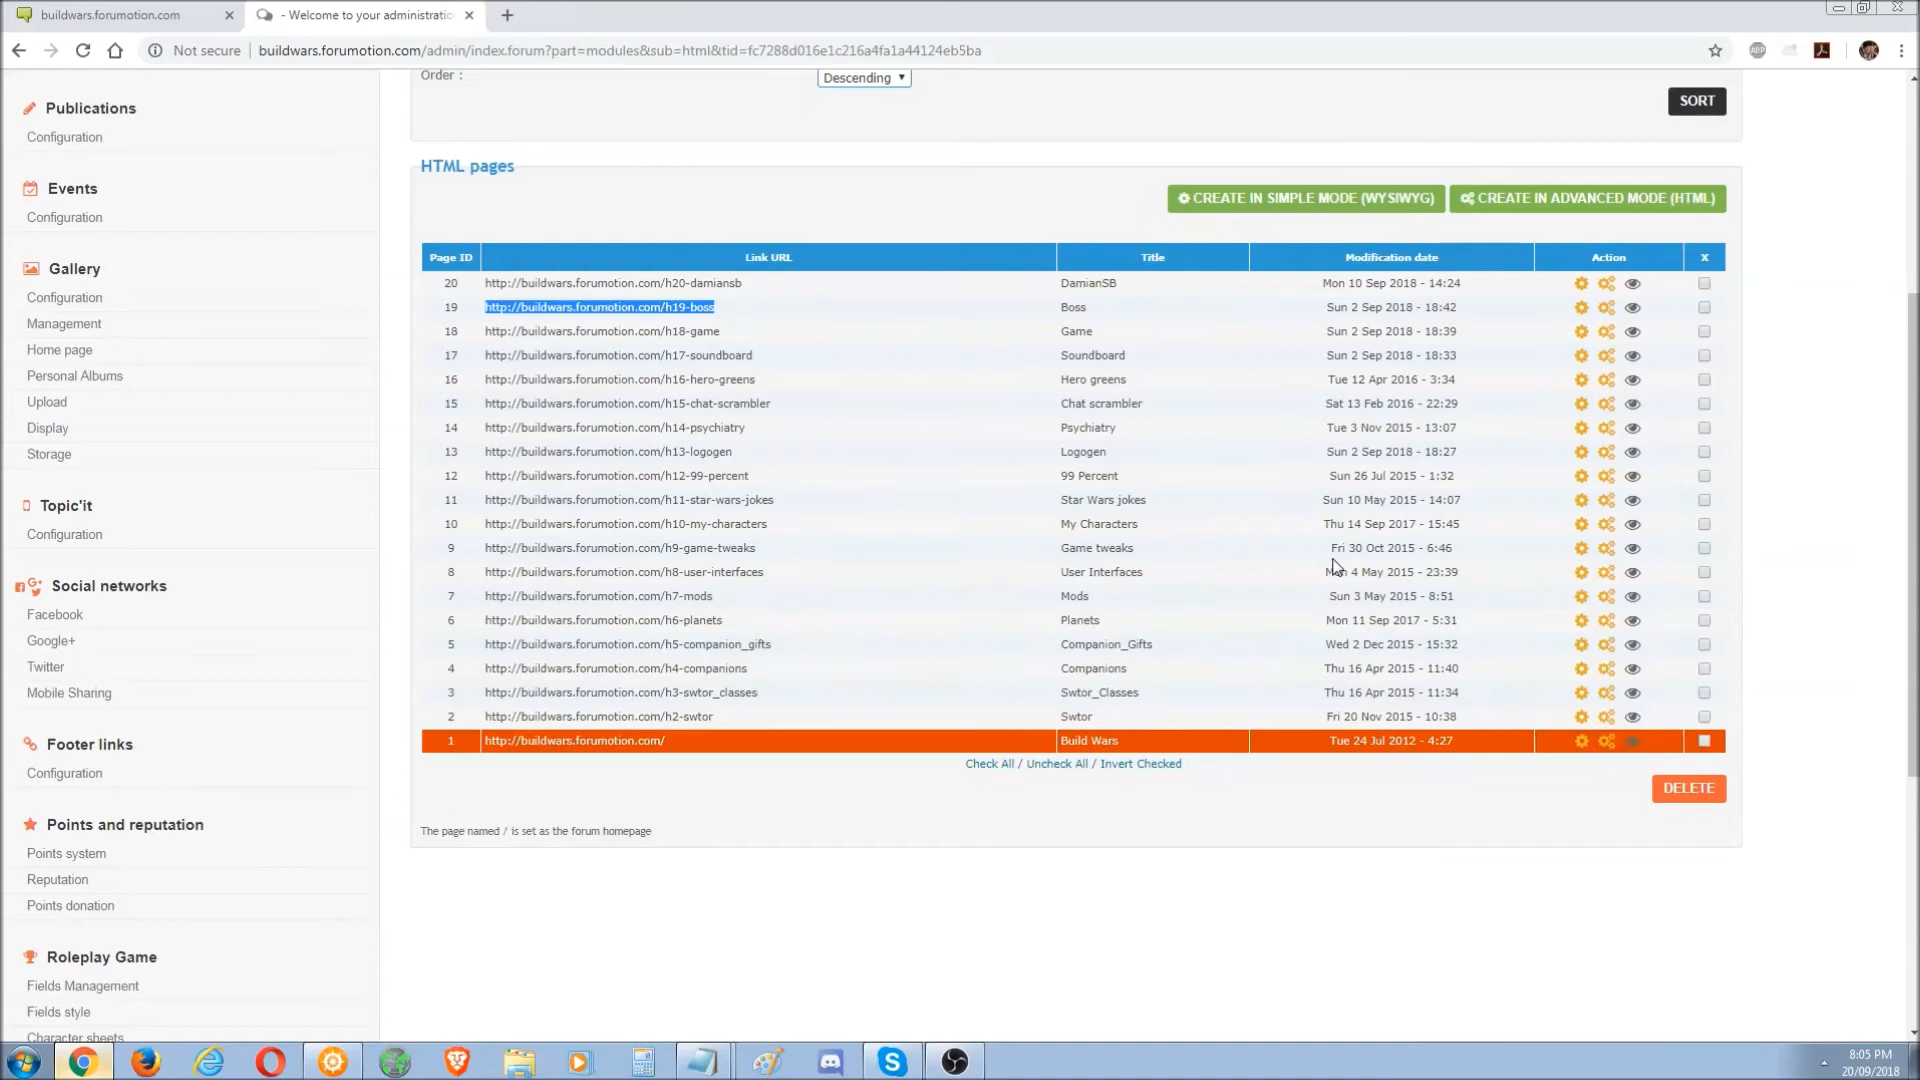 buildwars.forumotion.com
- Welcome to your administratio
Not secure
buildwars.forumotion.com/admin/index.forum?part=modules&sub=html&tid=fc7288d016e1c216a4fa1a44124eb5ba
ABP
Publications
Configuration
Events
Configuration
Gallery
Configuration
Management
Home page
Personal Albums
Upload
Display
Storage
Topic'it
Configuration
Social networks
Facebook
Google+
Twitter
Mobile Sharing
Footer links
Configuration
Points and reputation
Points system
Reputation
Points donation
Roleplay Game
Fields Management
Fields style
Character sheets
Order :
Descending
SORT
HTML pages
CREATE IN SIMPLE MODE (WYSIWYG)
CREATE IN ADVANCED MODE (HTML)
Page ID Link URL Title Modification date Action X
20 http://buildwars.forumotion.com/h20-damiansb DamianSB Mon 10 Sep 2018 - 14:24
19 http://buildwars.forumotion.com/h19-boss Boss Sun 2 Sep 2018 - 18:42
18 http://buildwars.forumotion.com/h18-game Game Sun 2 Sep 2018 - 18:39
17 http://buildwars.forumotion.com/h17-soundboard Soundboard Sun 2 Sep 2018 - 18:33
16 http://buildwars.forumotion.com/h16-hero-greens Hero greens Tue 12 Apr 2016 - 3:34
15 http://buildwars.forumotion.com/h15-chat-scrambler Chat scrambler Sat 13 Feb 2016 - 22:29
14 http://buildwars.forumotion.com/h14-psychiatry Psychiatry Tue 3 Nov 2015 - 13:07
13 http://buildwars.forumotion.com/h13-logogen Logogen Sun 2 Sep 2018 - 18:27
12 http://buildwars.forumotion.com/h12-99-percent 99 Percent Sun 26 Jul 2015 - 1:32
11 http://buildwars.forumotion.com/h11-star-wars-jokes Star Wars jokes Sun 10 May 2015 - 14:07
10 http://buildwars.forumotion.com/h10-my-characters My Characters Thu 14 Sep 2017 - 15:45
9 http://buildwars.forumotion.com/h9-game-tweaks Game tweaks Fri 30 Oct 2015 - 6:46
8 http://buildwars.forumotion.com/h8-user-interfaces User Interfaces Mon 4 May 2015 - 23:39
7 http://buildwars.forumotion.com/h7-mods Mods Sun 3 May 2015 - 8:51
6 http://buildwars.forumotion.com/h6-planets Planets Mon 11 Sep 2017 - 5:31
5 http://buildwars.forumotion.com/h5-companion_gifts Companion_Gifts Wed 2 Dec 2015 - 15:32
4 http://buildwars.forumotion.com/h4-companions Companions Thu 16 Apr 2015 - 11:40
3 http://buildwars.forumotion.com/h3-swtor_classes Swtor_Classes Thu 16 Apr 2015 - 11:34
2 http://buildwars.forumotion.com/h2-swtor Swtor Fri 20 Nov 2015 - 10:38
1 http://buildwars.forumotion.com/ Build Wars Tue 24 Jul 2012 - 4:27
Check All / Uncheck All / Invert Checked
DELETE
The page named / is set as the forum homepage
8:05 PM
20/09/2018